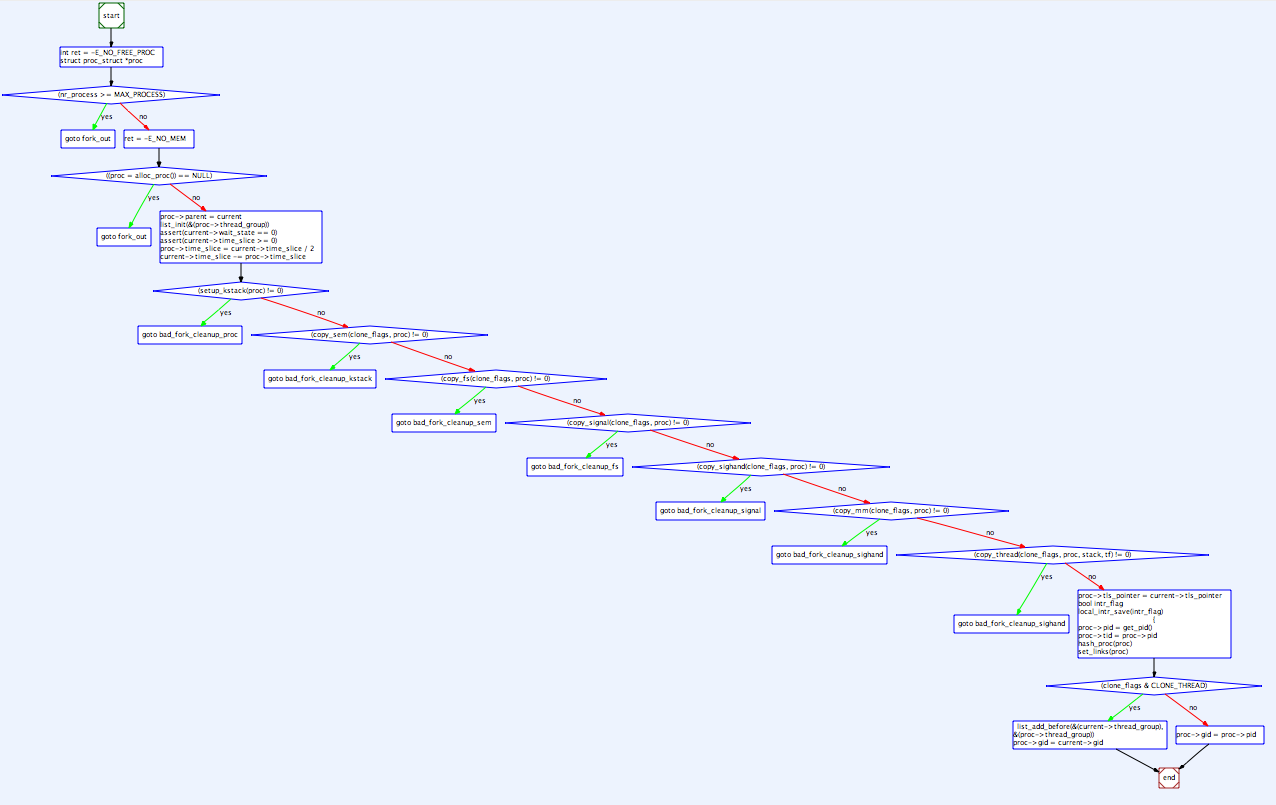 start
int ret = -E_NO_FREE_PROC
struct proc_struct *proc
(nr_process >= MAX_PROCESS)
yes
no
goto fork_out
ret = -E_NO_MEM
((proc = alloc_proc()) == NULL)
yes
no
goto fork_out
proc->parent = current
list_init(&(proc->thread_group))
assert(current->wait_state == 0)
assert(current->time_slice >= 0)
proc->time_slice = current->time_slice / 2
current->time_slice -= proc->time_slice
(setup_kstack(proc) != 0)
yes
no
goto bad_fork_cleanup_proc
(copy_sem(clone_flags, proc) != 0)
yes
no
goto bad_fork_cleanup_kstack
(copy_fs(clone_flags, proc) != 0)
yes
no
goto bad_fork_cleanup_sem
(copy_signal(clone_flags, proc) != 0)
yes
no
goto bad_fork_cleanup_fs
(copy_sighand(clone_flags, proc) != 0)
yes
no
goto bad_fork_cleanup_signal
(copy_mm(clone_flags, proc) != 0)
yes
no
goto bad_fork_cleanup_sighand
(copy_thread(clone_flags, proc, stack, tf) != 0)
yes
no
goto bad_fork_cleanup_sighand
proc->tls_pointer = current->tls_pointer
bool intr_flag
local_intr_save(intr_flag)
{
proc->pid = get_pid()
proc->tid = proc->pid
hash_proc(proc)
set_links(proc)
(clone_flags & CLONE_THREAD)
yes
no
list_add_before(&(current->thread_group),
&(proc->thread_group))
proc->gid = current->gid
proc->gid = proc->pid
end